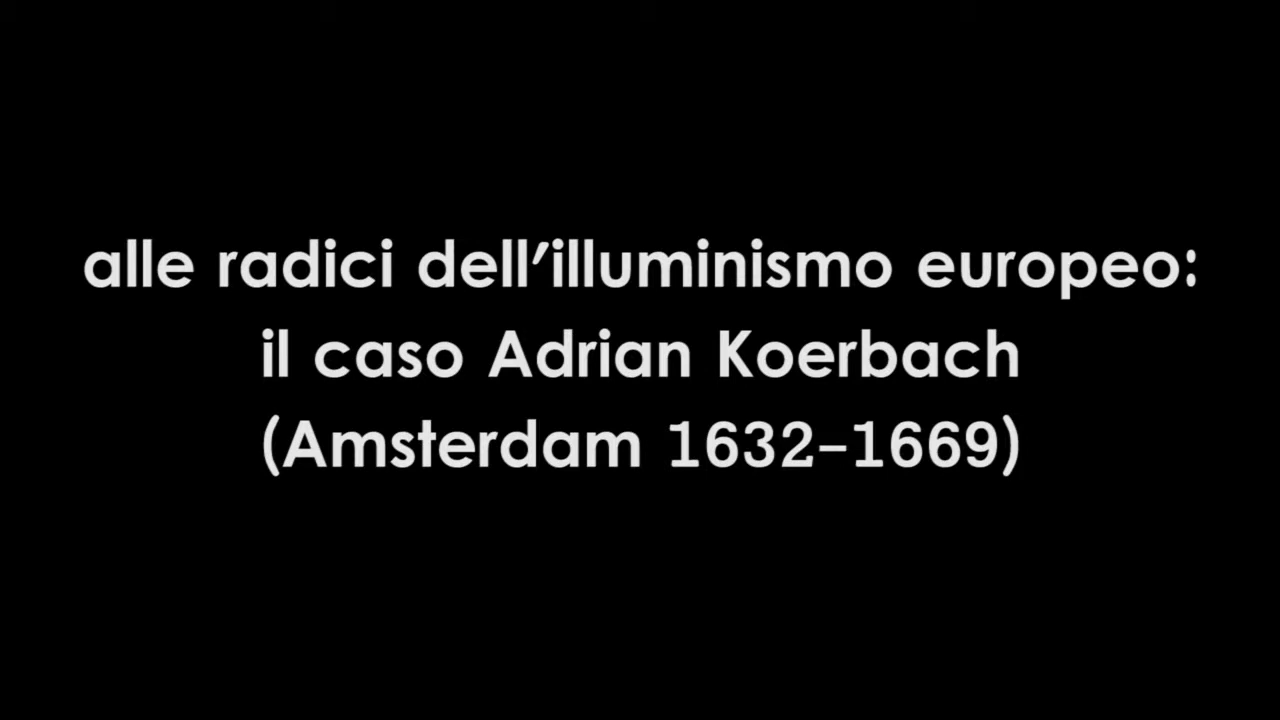 alle radici dell'illuminismo europeo:
il caso Adrian Koerbach
(Amsterdam 1632-1669)